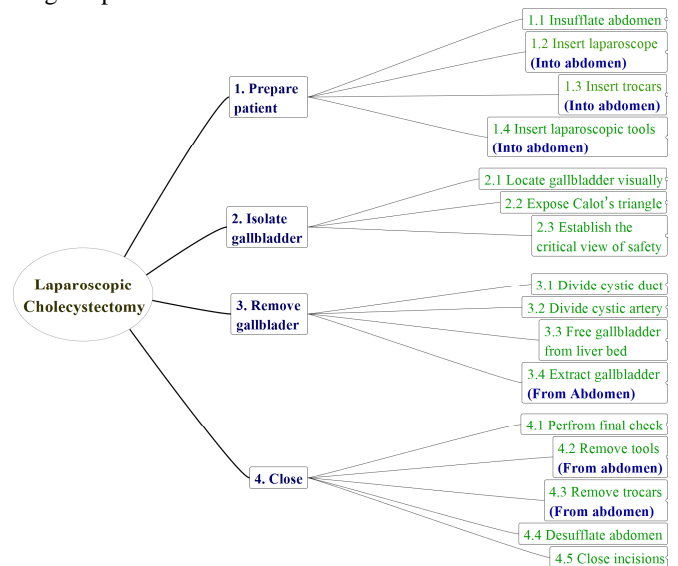 1.1 Insufflate abdomen
1.2 Insert laparoscope
(Into abdomen)
1. Prepare
patient
1.3 Insert trocars
(Into abdomen)
1.4 Insert laparoscopic tools
(Into abdomen)
2.1 Locate gallbladder visually
2. Isolate
gallbladder
2.2 Expose Calot's triangle
2.3 Establish the
critical view of safety
Laparoscopic
Cholecystectomy
3. Remove
gallblader
3.1 Divide cystic duct
3.2 Divide cystic artery
3.3 Free gallbladder
from liver bed
3.4 Extract gallbladder
(From Abdomen)
4. Close
4.1 Perfrom final check
4.2 Remove tools
(From abdomen)
4.3 Remove trocars
(From abdomen)
4.4 Desufflate abdomen
4.5 Close incisions